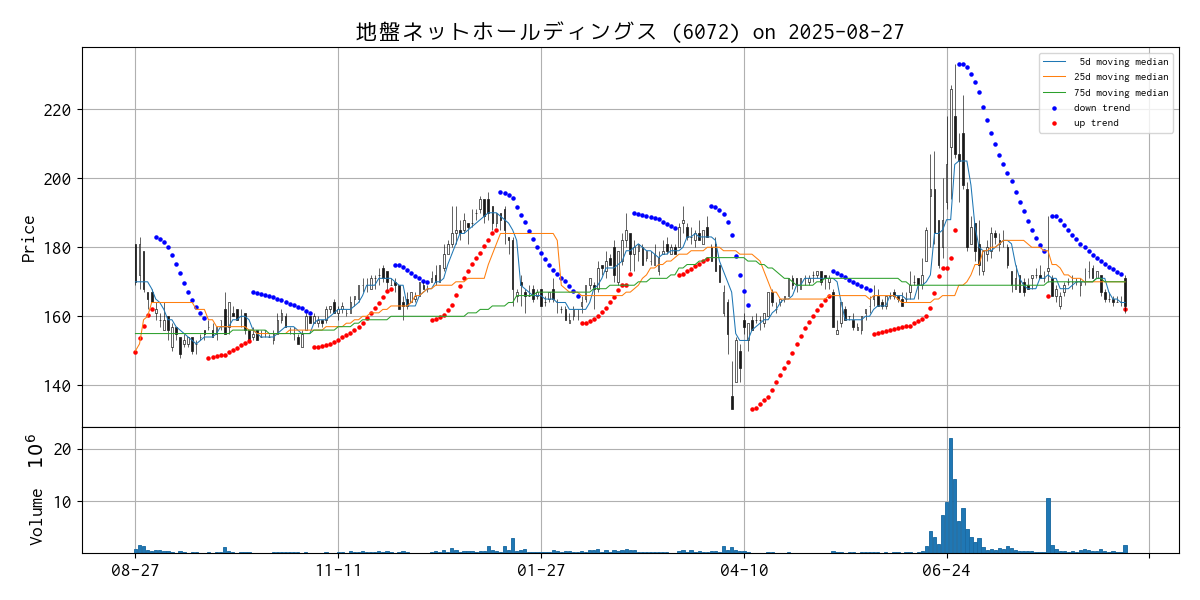 地盤ネットホールディングス (6072) on 2025-08-27
Price
220
200
180
160
140
5d moving median
25d moving median
75d moving median
down trend
up trend
Volume 10⁶
20
10
08-27
11-11
01-27
04-10
06-24